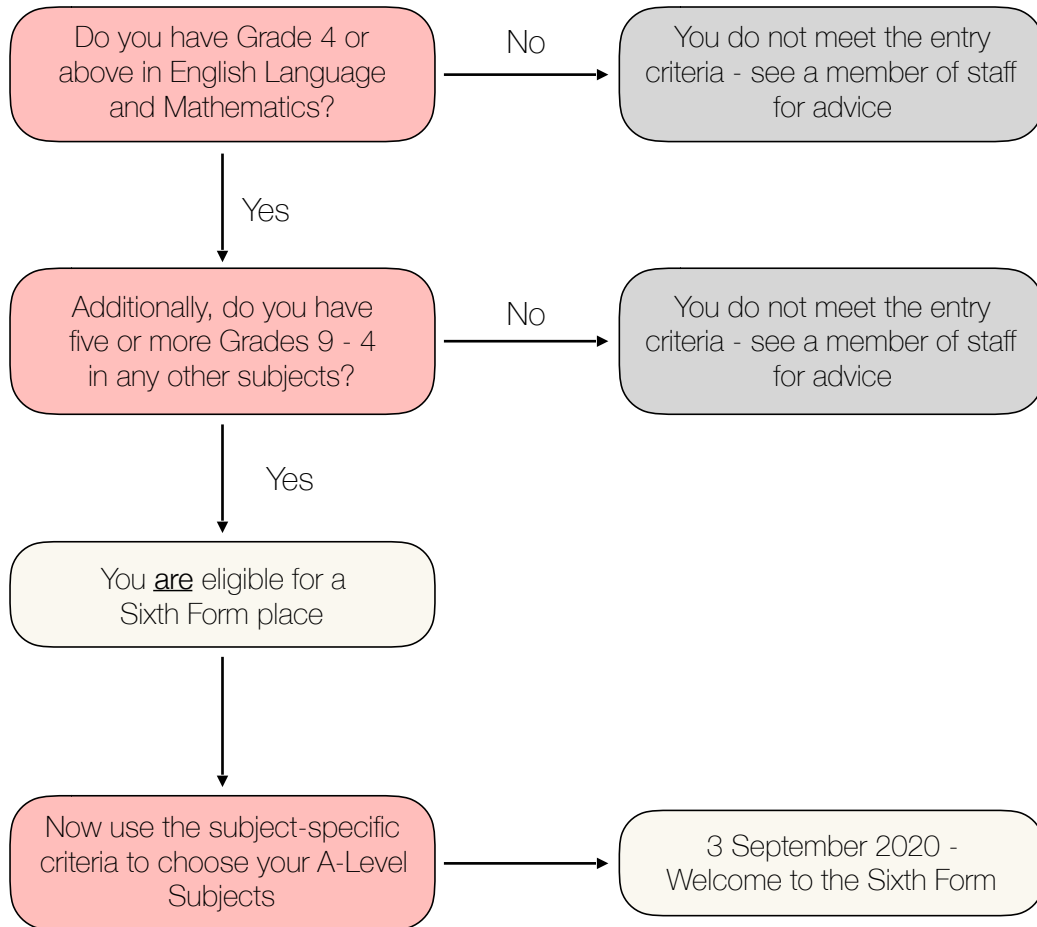 Do you have Grade 4 or
above in English Language
and Mathematics?
No
You do not meet the entry
criteria - see a member of staff
for advice
Yes
Additionally, do you have
five or more Grades 9 - 4
in any other subjects?
No
You do not meet the entry
criteria - see a member of staff
for advice
Yes
You are eligible for a
Sixth Form place
Now use the subject-specific
criteria to choose your A-Level
Subjects
3 September 2020 -
Welcome to the Sixth Form